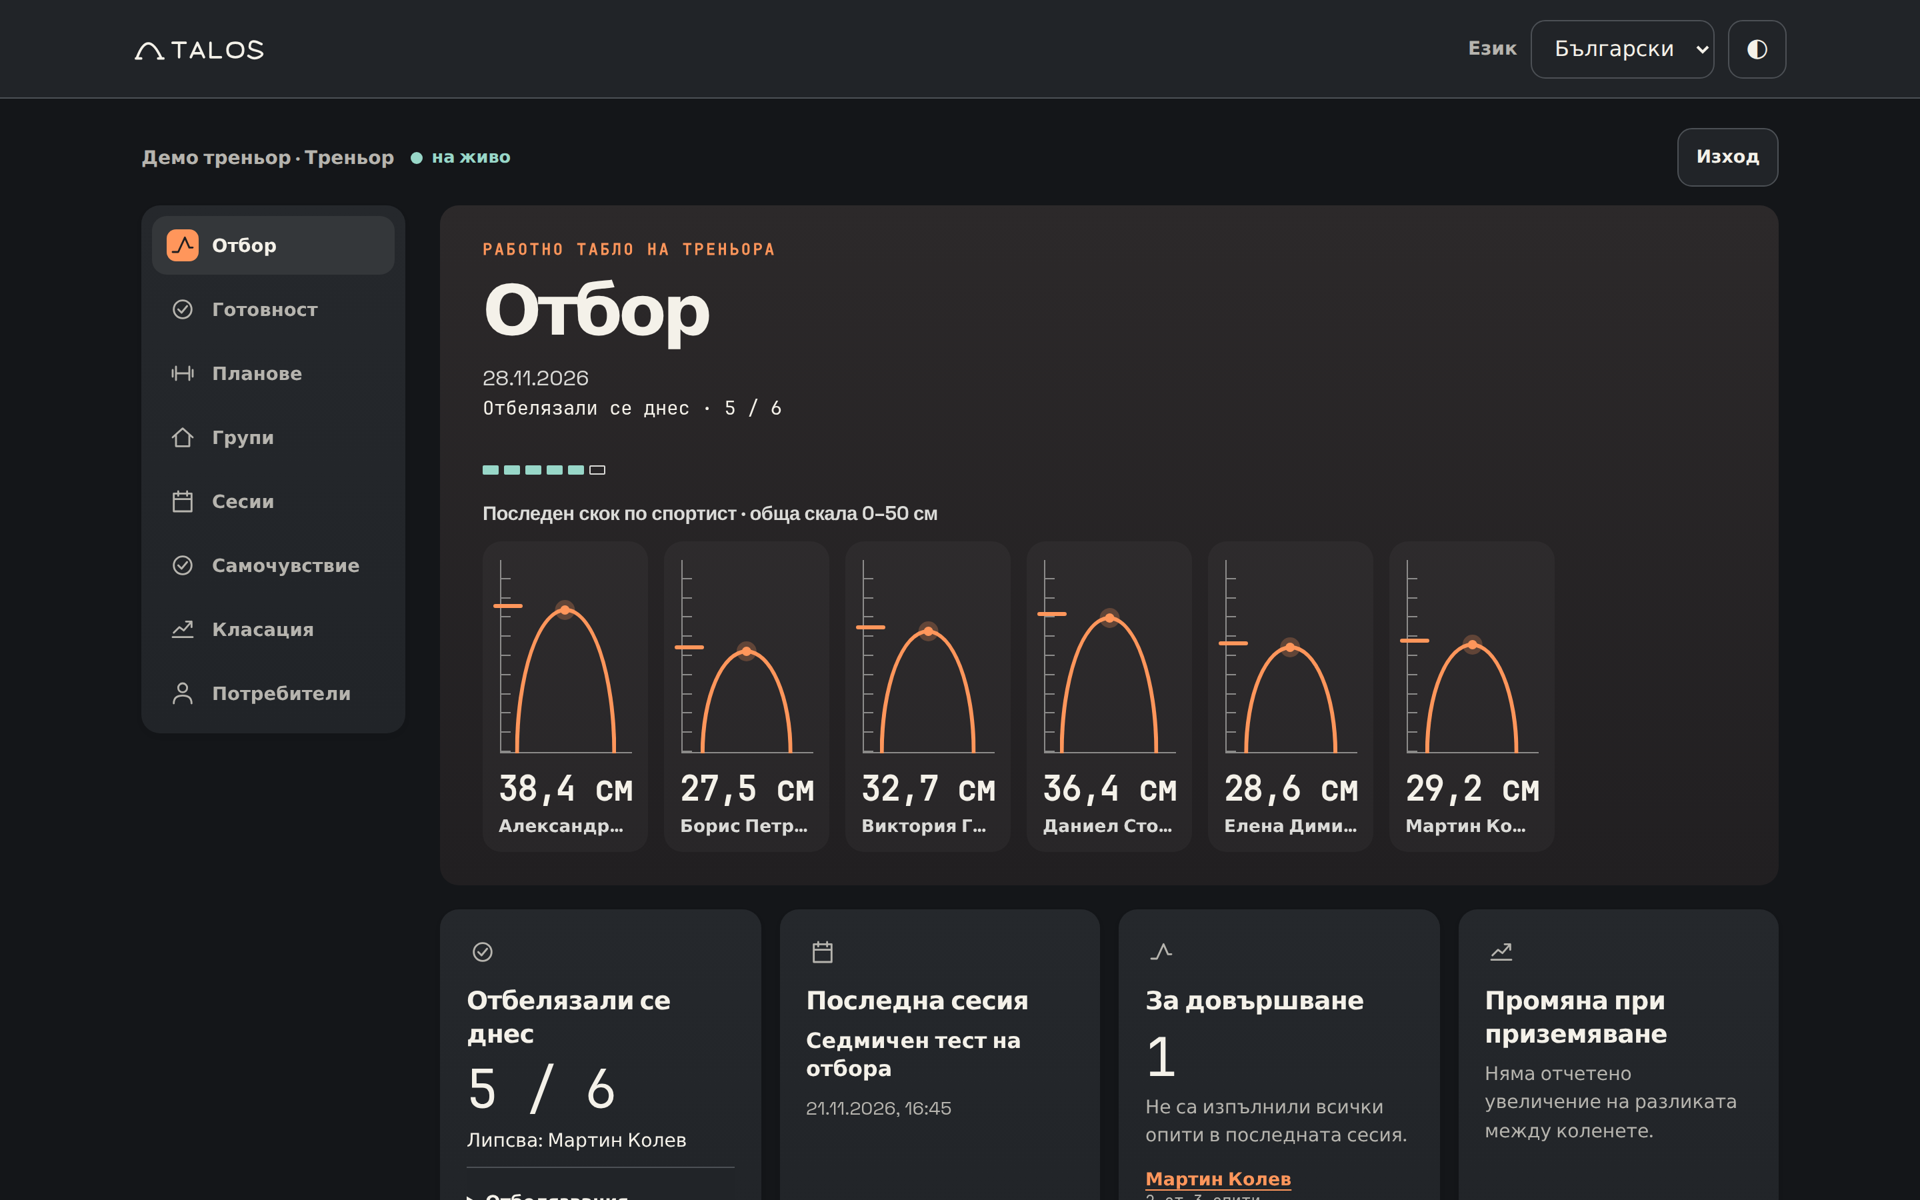 TALOS
Език
Български
Демо треньор · Треньор
на живо
Изход
Отбор
Готовност
Планове
Групи
Сесии
Самочувствие
Класация
Потребители
РАБОТНО ТАБЛО НА ТРЕНЬОРА
Отбор
28.11.2026
Отбелязали се днес · 5 / 6
Последен скок по спортист · обща скала 0–50 см
38,4 см
Александр...
27,5 см
Борис Петр...
32,7 см
Виктория Г...
36,4 см
Даниел Сто...
28,6 см
Елена Дими...
29,2 см
Мартин Ко...
Отбелязали се
днес
5 / 6
Липсва: Мартин Колев
Отбелязвания
Последна сесия
Седмичен тест на
отбора
21.11.2026, 16:45
За довършване
1
Не са изпълнили всички
опити в последната сесия.
Мартин Колев
2 от 3 опити
Промяна при
приземяване
Няма отчетено
увеличение на разликата
между коленете.